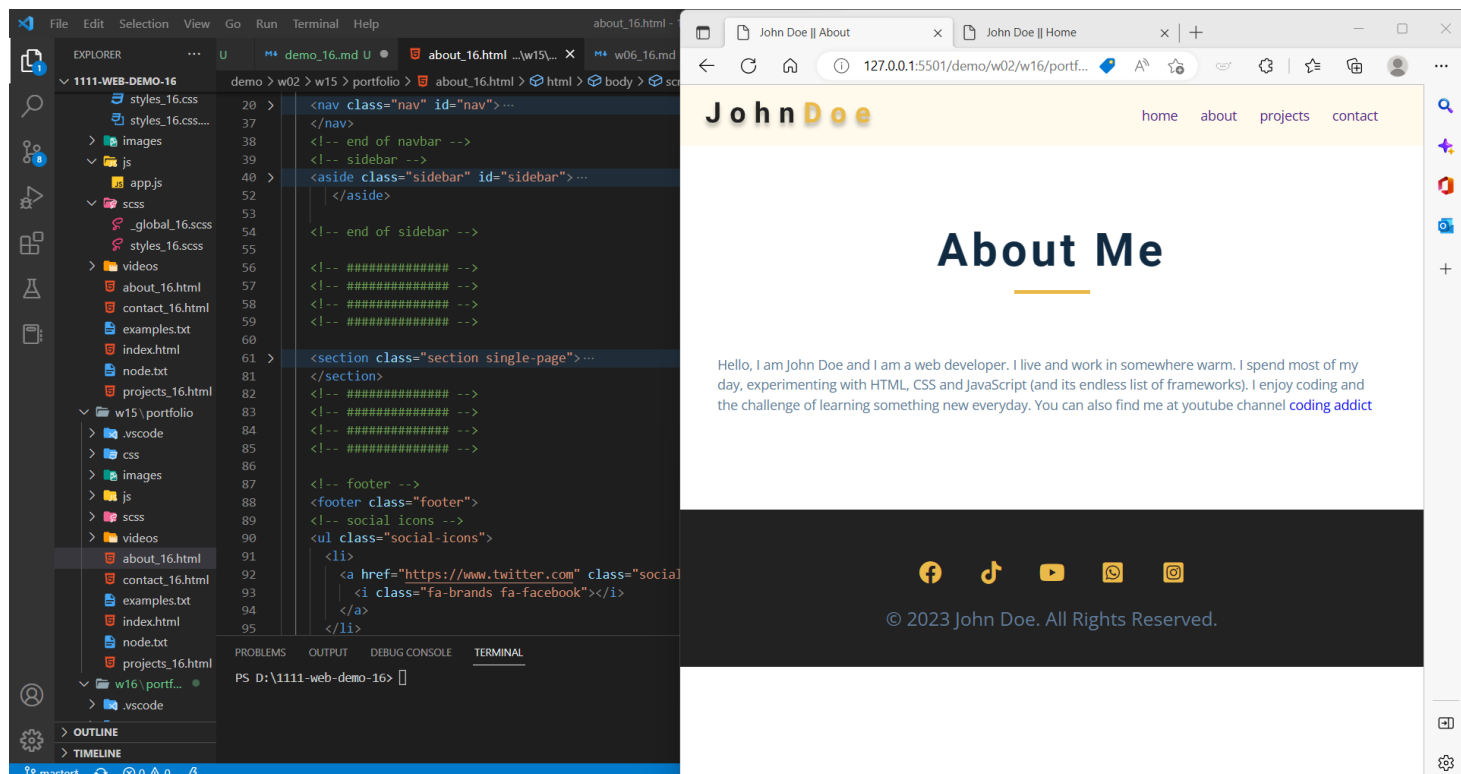 File Edit Selection View Go Run Terminal Help about_16.html - 1
EXPLORER ···
1111-WEB-DEMO-16
styles_16.css
styles_16.css....
images
js
app.js
scss
_global_16.scss
styles_16.scss
videos
about_16.html
contact_16.html
examples.txt
index.html
node.txt
projects_16.html
w15 \ portfolio
.vscode
css
images
js
scss
videos
about_16.html
contact_16.html
examples.txt
index.html
node.txt
projects_16.html
w16 \ portf...
.vscode
OUTLINE
TIMELINE
master*
0 0
1
8
U demo_16.md U about_16.html ...\w15\... w06_16.md
demo > w02 > w15 > portfolio > about_16.html > html > body > scr
20 <nav class="nav" id="nav">···
37 </nav>
38 <!-- end of navbar -->
39 <!-- sidebar -->
40 <aside class="sidebar" id="sidebar">···
52 </aside>
53
54 <!-- end of sidebar -->
55
56 <!-- ############## -->
57 <!-- ############## -->
58 <!-- ############## -->
59 <!-- ############## -->
60
61 <section class="section single-page">···
81 </section>
82 <!-- ############## -->
83 <!-- ############## -->
84 <!-- ############## -->
85 <!-- ############## -->
86
87 <!-- footer -->
88 <footer class="footer">
89 <!-- social icons -->
90 <ul class="social-icons">
91 <li>
92 <a href="https://www.twitter.com" class="social
93 <i class="fa-brands fa-facebook"></i>
94 </a>
95 </li>
PROBLEMS OUTPUT DEBUG CONSOLE TERMINAL
PS D:\1111-web-demo-16>
John Doe || About John Doe || Home
127.0.0.1:5501/demo/w02/w16/portf...
JohnDoe
home about projects contact
About Me
Hello, I am John Doe and I am a web developer. I live and work in somewhere warm. I spend most of my
day, experimenting with HTML, CSS and JavaScript (and its endless list of frameworks). I enjoy coding and
the challenge of learning something new everyday. You can also find me at youtube channel coding addict
© 2023 John Doe. All Rights Reserved.